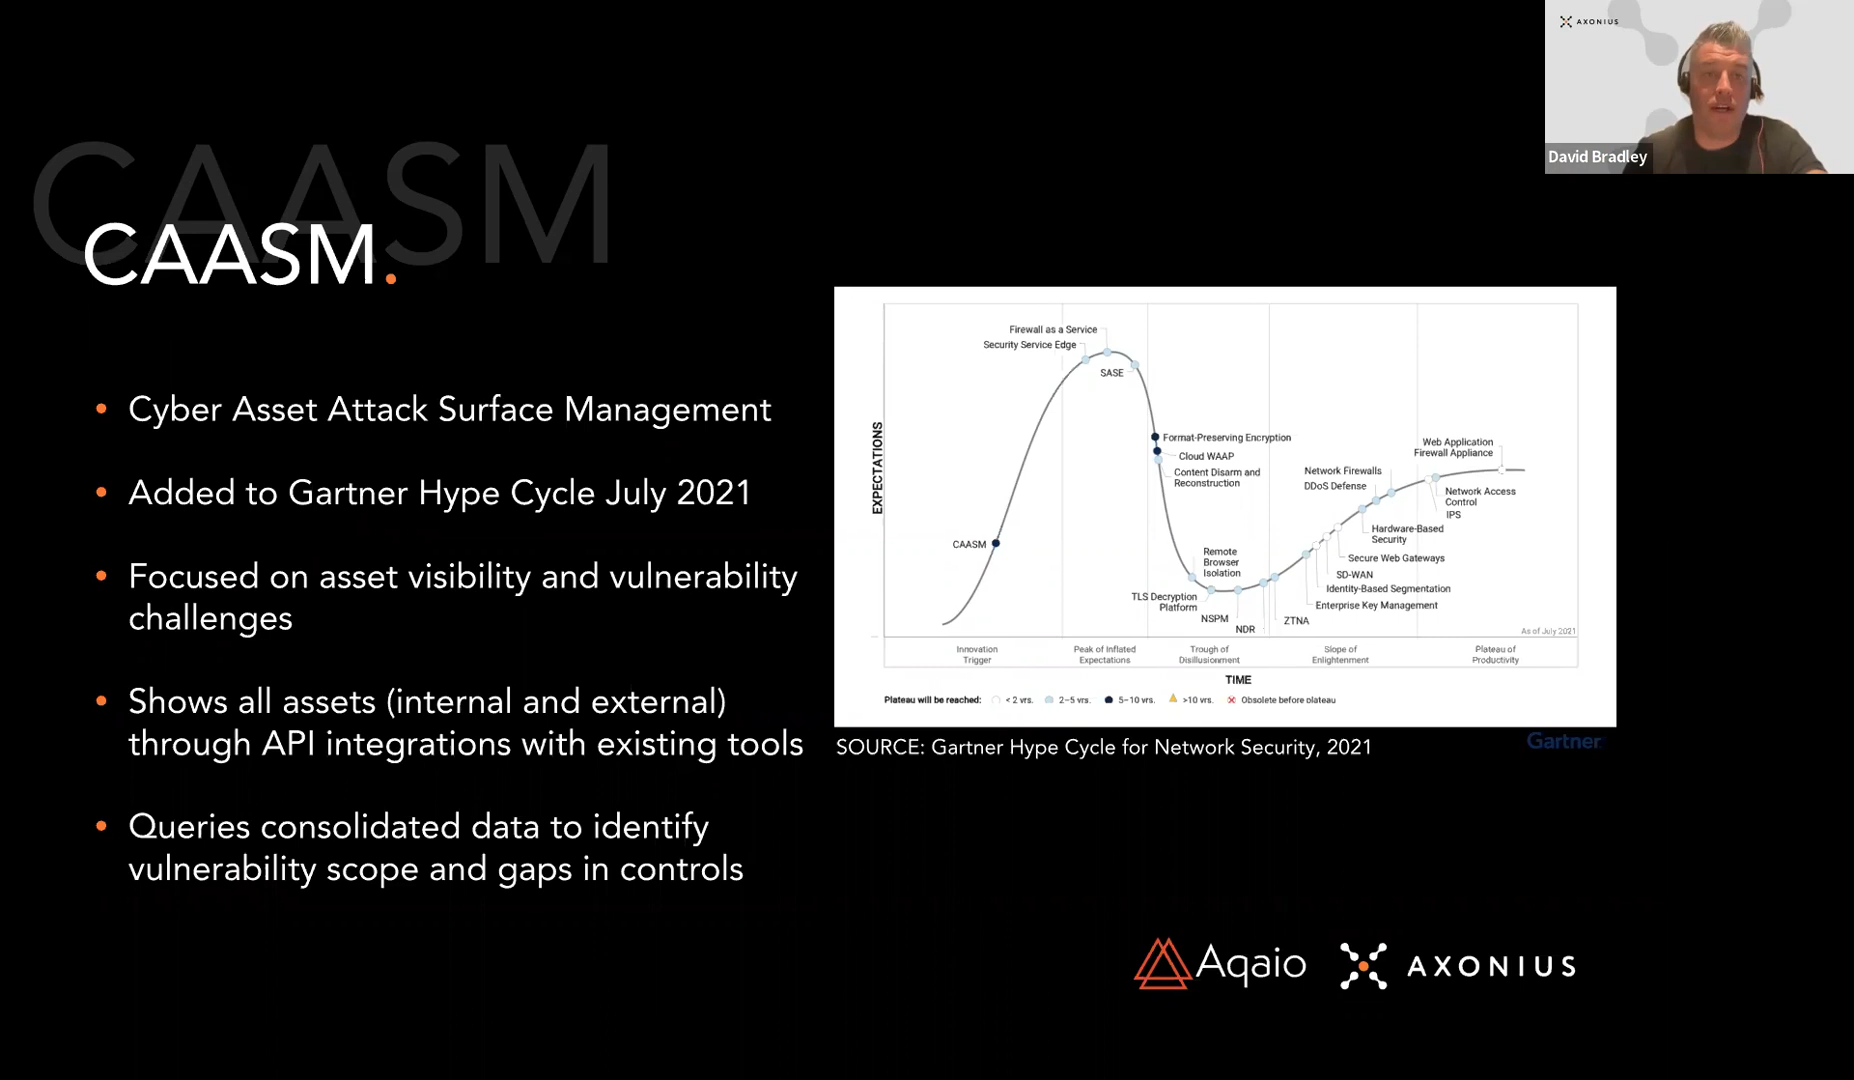 AXONIUS
David Bradley
CAASM
CAASM.
• Cyber Asset Attack Surface Management
• Added to Gartner Hype Cycle July 2021
• Focused on asset visibility and vulnerability
challenges
• Shows all assets (internal and external)
through API integrations with existing tools
• Queries consolidated data to identify
vulnerability scope and gaps in controls
EXPECTATIONS
Firewall as a Service
Security Service Edge
SASE
Format-Preserving Encryption
Cloud WAAP
Content Disarm and
Reconstruction
CAASM
Remote
Browser
Isolation
TLS Decryption
Platform
NSPM
NDR
ZTNA
Enterprise Key Management
Identity-Based Segmentation
SD-WAN
Secure Web Gateways
Hardware-Based
Security
DDoS Defense
Network Firewalls
IPS
Network Access
Control
Web Application
Firewall Appliance
As of July 2021
Innovation
Trigger
Peak of Inflated
Expectations
Trough of
Disillusionment
Slope of
Enlightenment
Plateau of
Productivity
TIME
Plateau will be reached: < 2 yrs. 2–5 yrs. 5–10 yrs. >10 yrs. Obsolete before plateau
SOURCE: Gartner Hype Cycle for Network Security, 2021
Gartner
Aqaio
AXONIUS